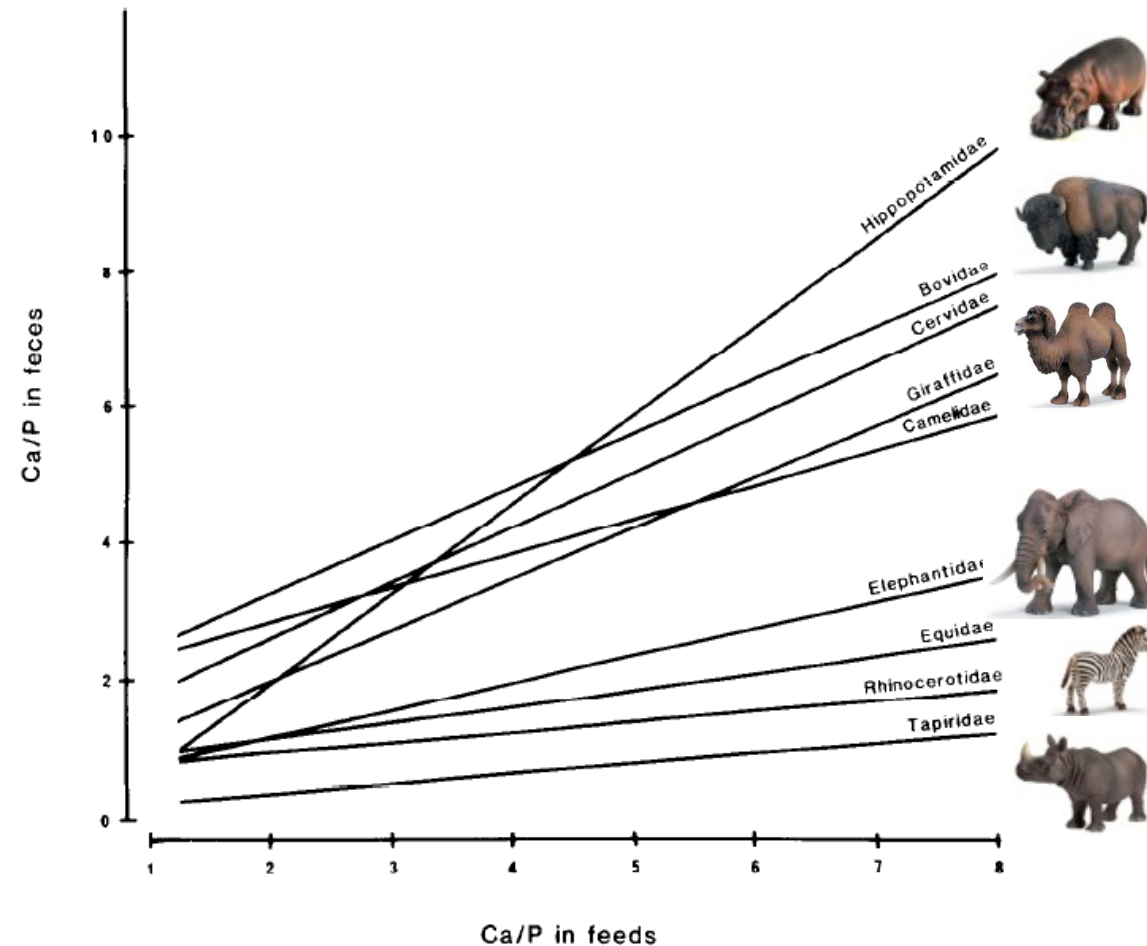 10
8
6
4
2
0
Ca/P in feces
Hippopotamidae
Bovidae
Cervidae
Giraffidae
Camelidae
Elephantidae
Equidae
Rhinocerotidae
Tapiridae
1 2 3 4 5 6 7 8
Ca/P in feeds